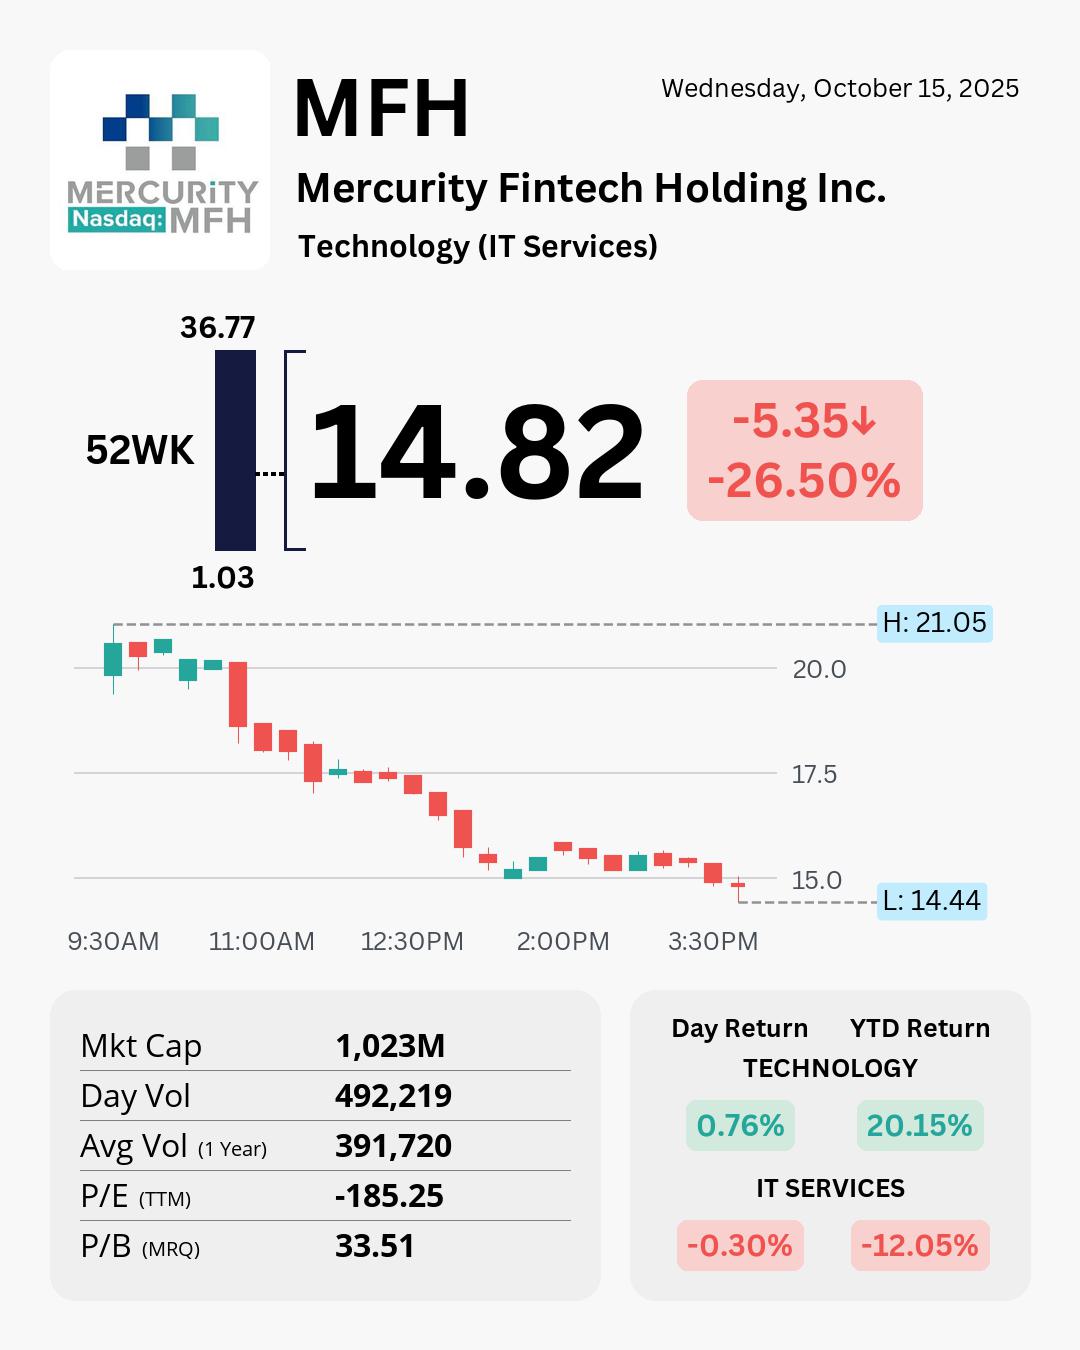 MERCURiTY
Nasdaq: MFH
MFH
Wednesday, October 15, 2025
Mercurity Fintech Holding Inc.
Technology (IT Services)
36.77
52WK
1.03
14.82
-5.35↓
-26.50%
H: 21.05
20.0
17.5
15.0
L: 14.44
9:30AM 11:00AM 12:30PM 2:00PM 3:30PM
Mkt Cap 1,023M
Day Vol 492,219
Avg Vol (1 Year) 391,720
P/E (TTM) -185.25
P/B (MRQ) 33.51
Day Return YTD Return
TECHNOLOGY
0.76% 20.15%
IT SERVICES
-0.30% -12.05%